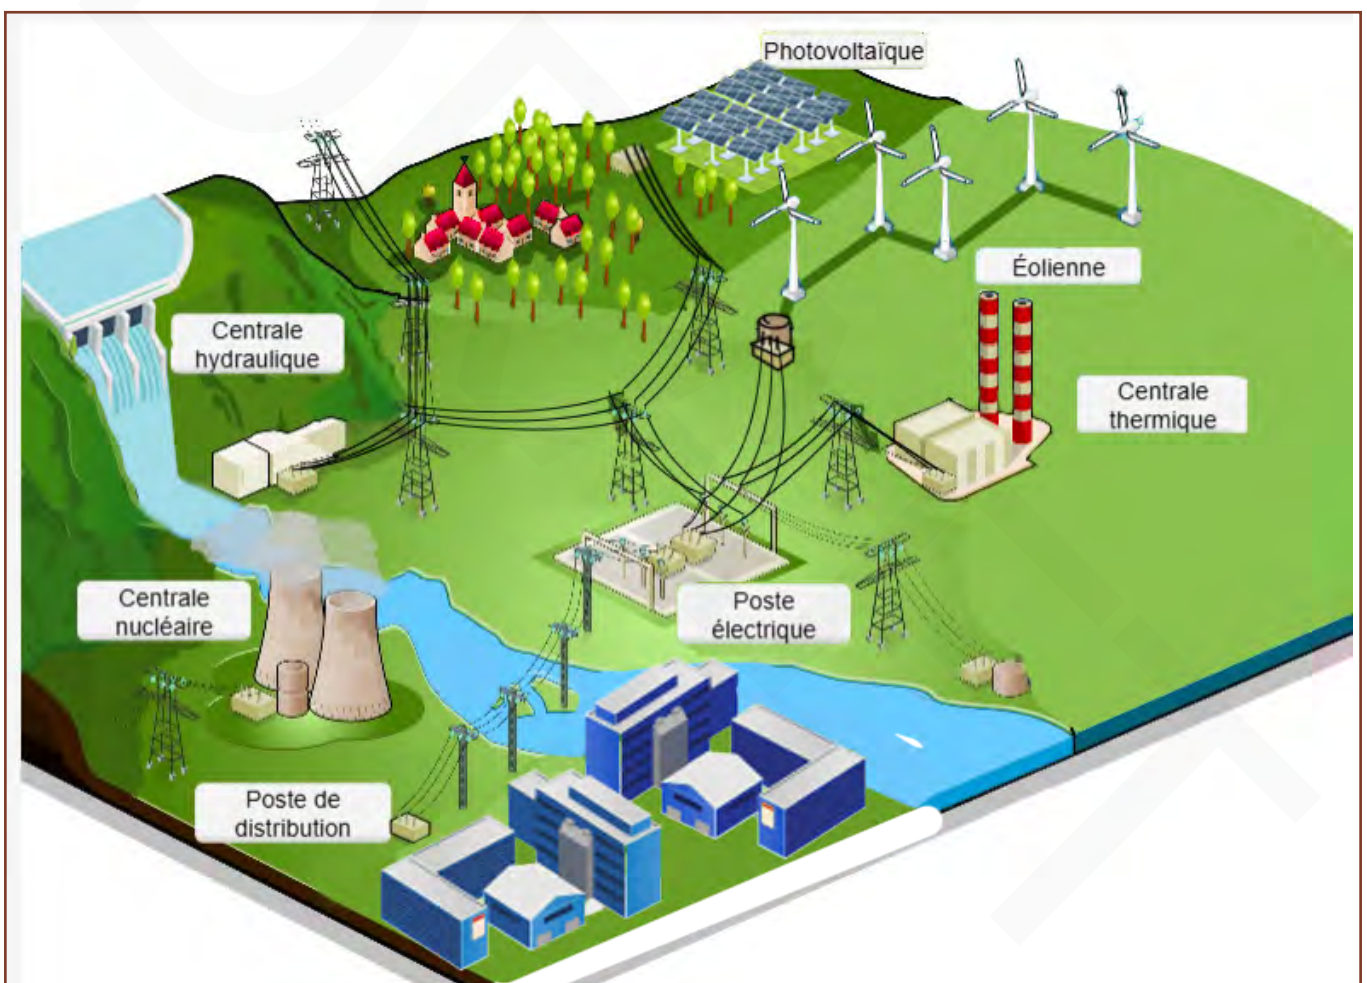 Photovoltaïque
Éolienne
Centrale
hydraulique
Centrale
thermique
Centrale
nucléaire
Poste
électrique
Poste de
distribution